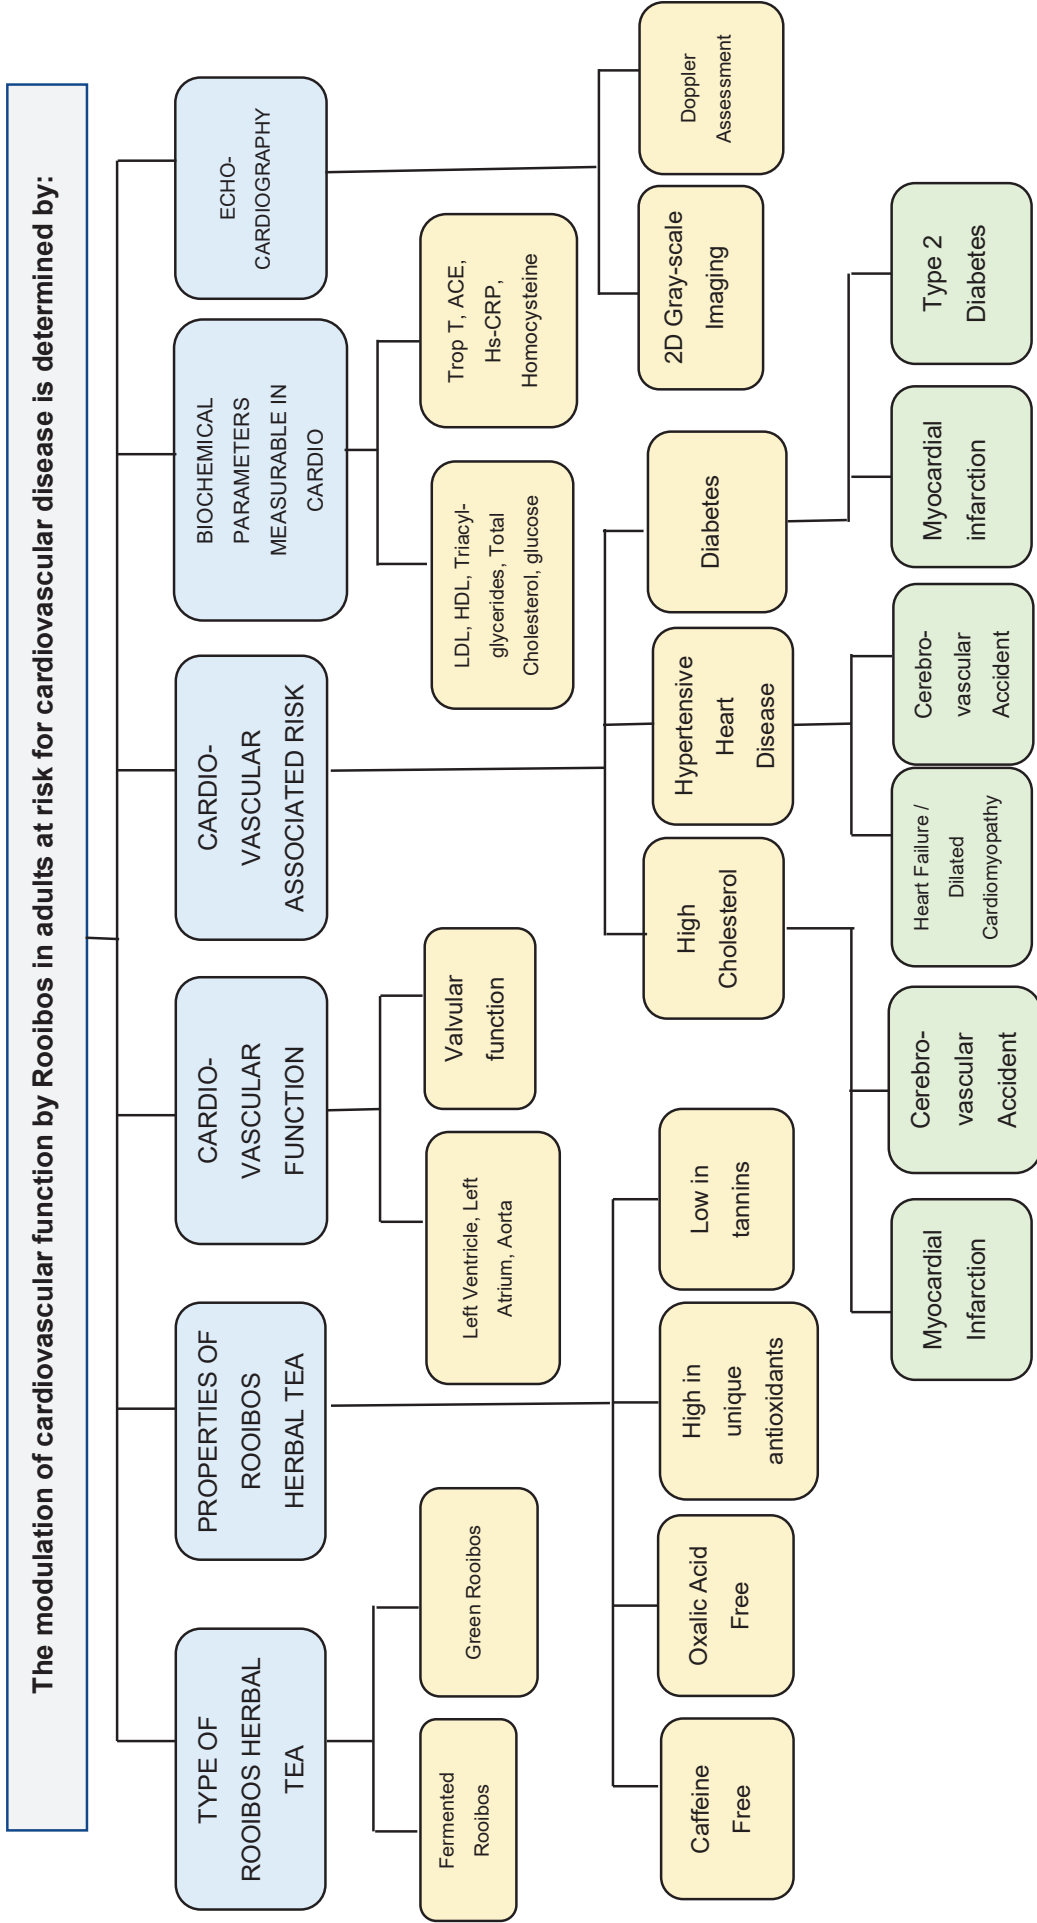 The modulation of cardiovascular function by Rooibos in adults at risk for cardiovascular disease is determined by:
TYPE OF
ROOIBOS HERBAL
TEA
PROPERTIES OF
ROOIBOS
HERBAL TEA
CARDIO-
VASCULAR
FUNCTION
CARDIO-
VASCULAR
ASSOCIATED RISK
BIOCHEMICAL
PARAMETERS
MEASURABLE IN
CARDIO
ECHO-
CARDIOGRAPHY
Fermented
Rooibos
Green Rooibos
Left Ventricle, Left
Atrium, Aorta
Valvular
function
LDL, HDL, Triacyl-
glycerides, Total
Cholesterol, glucose
Trop T, ACE,
Hs-CRP,
Homocysteine
Caffeine
Free
Oxalic Acid
Free
High in
unique
antioxidants
Low in
tannins
High
Cholesterol
Hypertensive
Heart
Disease
Diabetes
2D Gray-scale
Imaging
Doppler
Assessment
Myocardial
Infarction
Cerebro-
vascular
Accident
Heart Failure /
Dilated
Cardiomyopathy
Cerebro-
vascular
Accident
Myocardial
infarction
Type 2
Diabetes